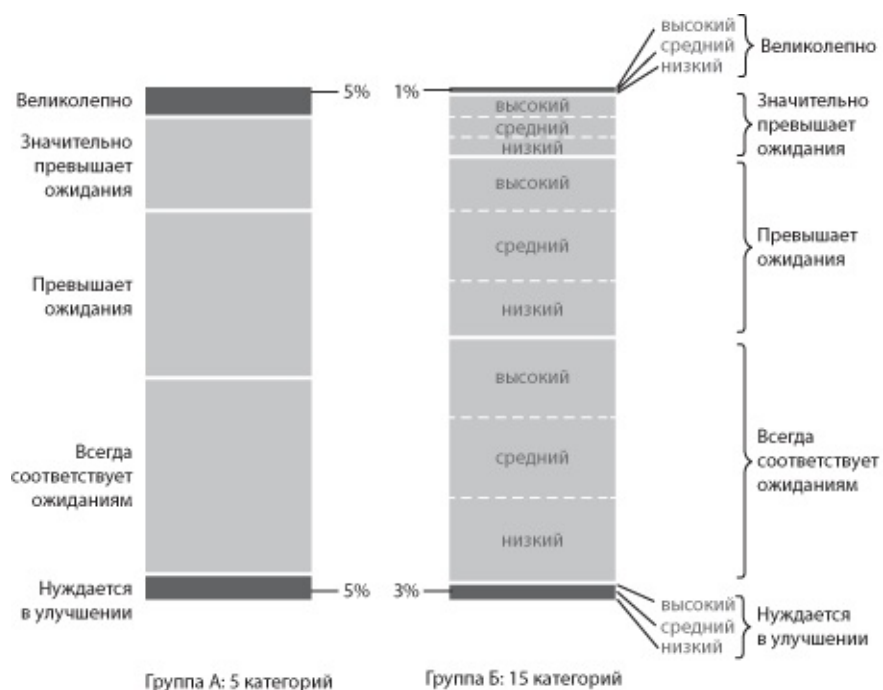 Великолепно
5%
Значительно
превышает
ожидания
Превышает
ожидания
Всегда
соответствует
ожиданиям
Нуждается
в улучшении
5%
Группа А: 5 категорий
1%
высокий
средний
низкий
Великолепно
высокий
средний
низкий
Значительно
превышает
ожидания
высокий
средний
низкий
Превышает
ожидания
высокий
средний
низкий
Всегда
соответствует
ожиданиям
3%
высокий
средний
низкий
Нуждается
в улучшении
Группа Б: 15 категорий